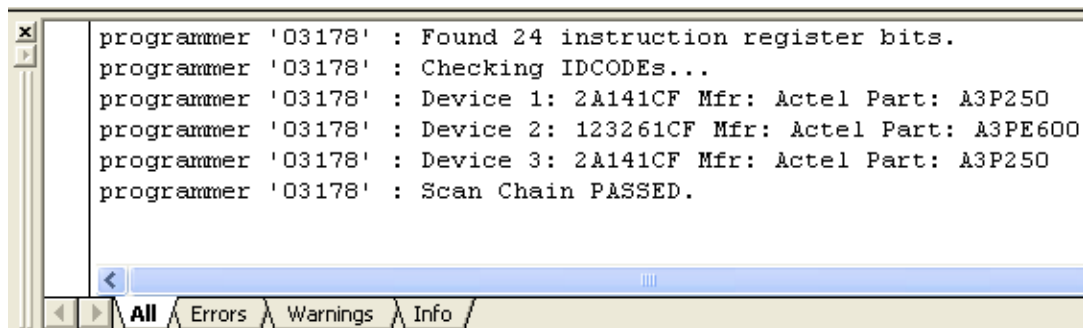 programmer '03178' : Found 24 instruction register bits.
programmer '03178' : Checking IDCODEs...
programmer '03178' : Device 1: 2A141CF Mfr: Actel Part: A3P250
programmer '03178' : Device 2: 123261CF Mfr: Actel Part: A3PE600
programmer '03178' : Device 3: 2A141CF Mfr: Actel Part: A3P250
programmer '03178' : Scan Chain PASSED.
All Errors Warnings Info